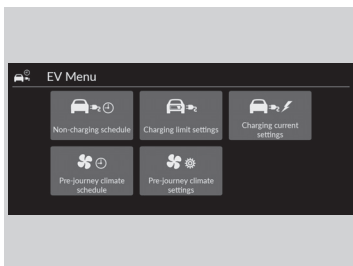 EV Menu
Non-charging schedule
Charging limit settings
Charging current
settings
Pre-journey climate
schedule
Pre-journey climate
settings